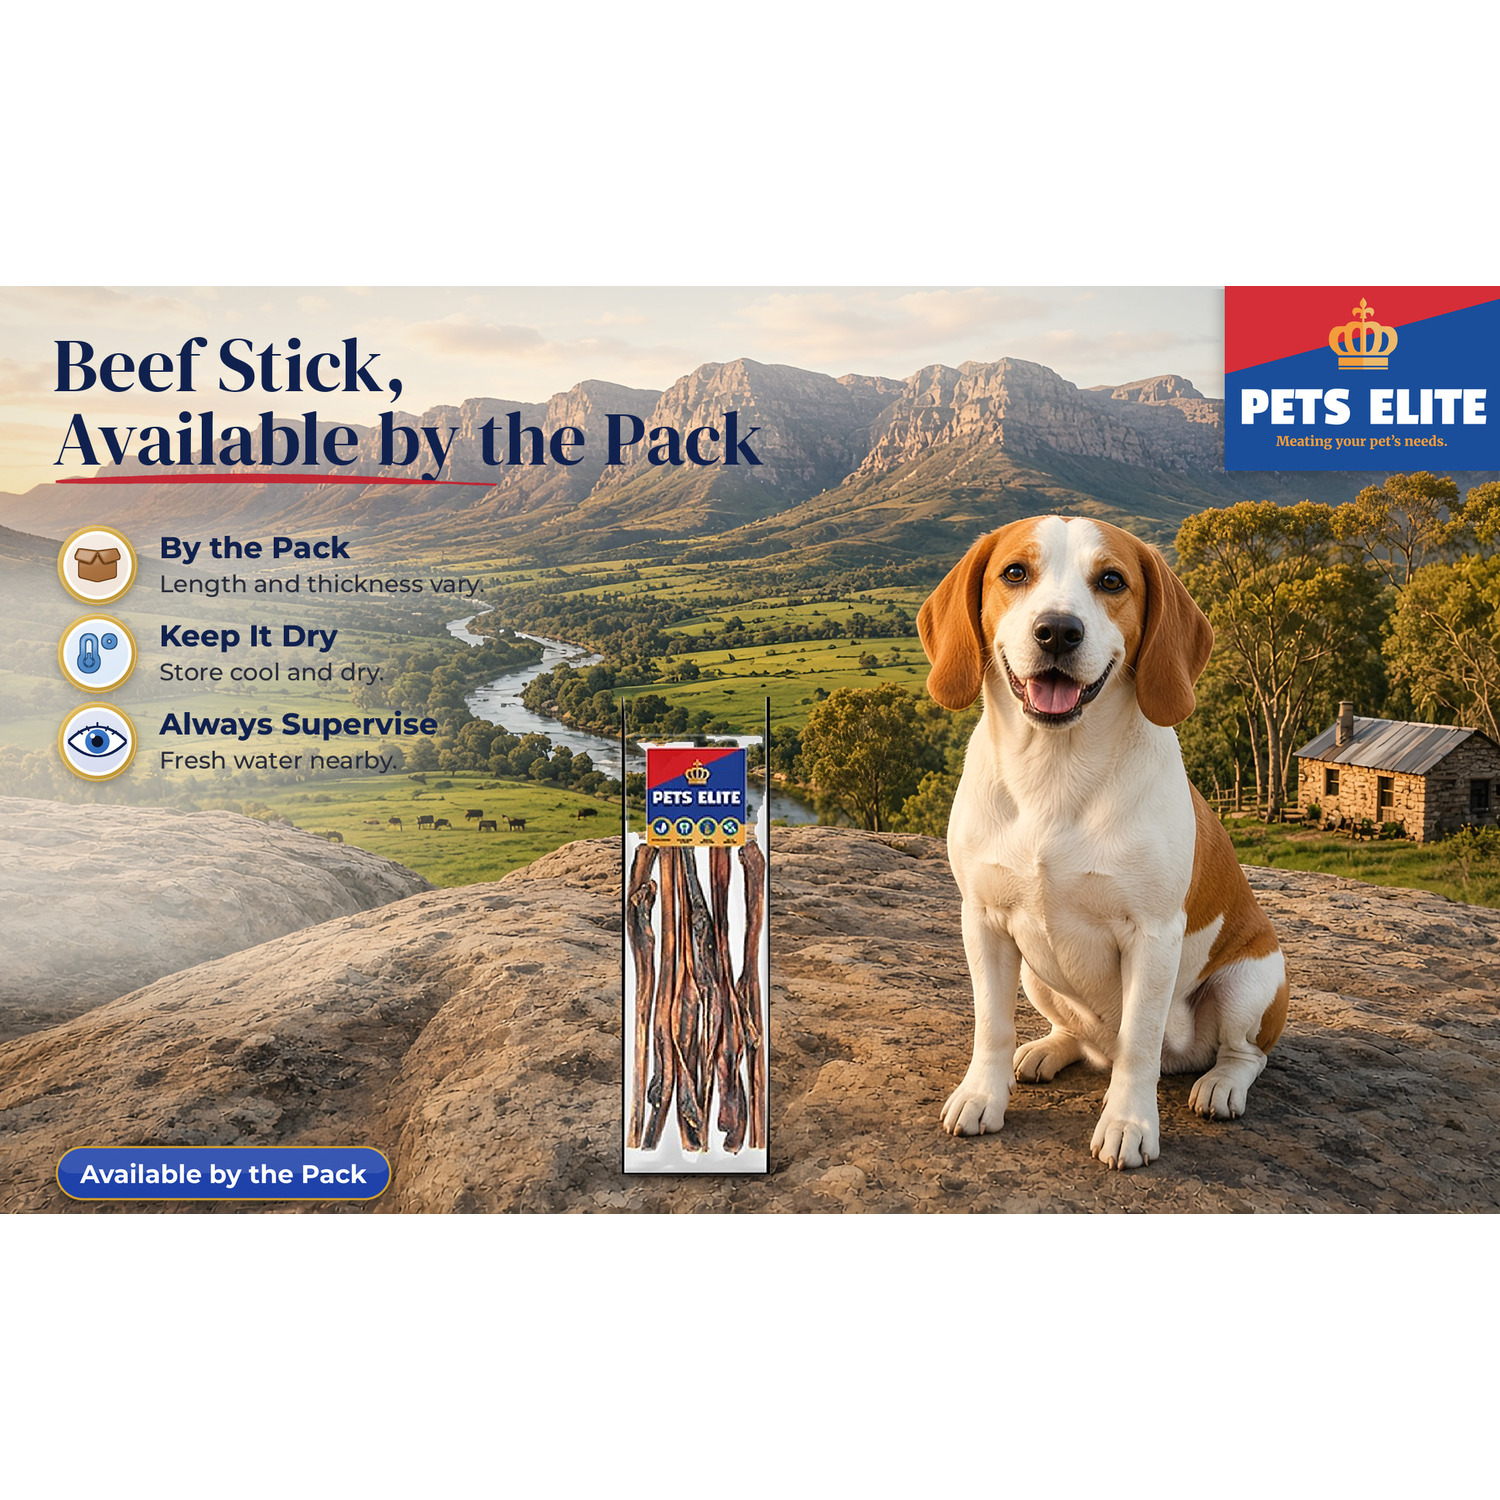 Beef Stick,
Available by the Pack
PETS ELITE
Meating your pet's needs.
By the Pack
Length and thickness vary.
Keep It Dry
Store cool and dry.
Always Supervise
Fresh water nearby.
PETS ELITE
Available by the Pack